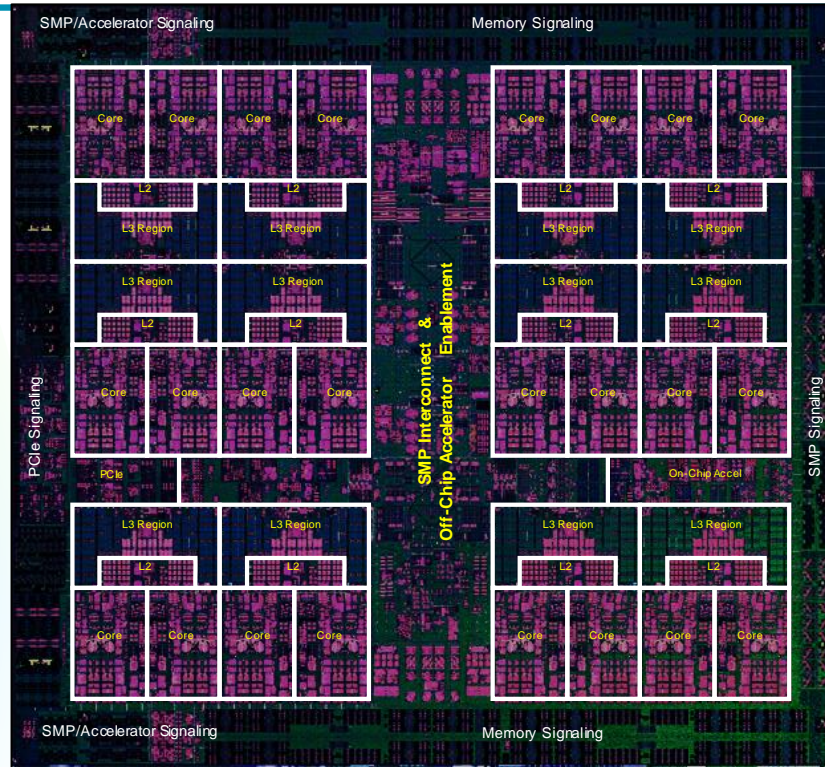 SMP/Accelerator Signaling
Memory Signaling
Core Core Core Core Core Core Core Core
L2 L2 L2 L2
L3 Region L3 Region L3 Region L3 Region
L3 Region L3 Region L3 Region L3 Region
L2 L2 L2 L2
Core Core Core Core Core Core Core Core
PCIe Signaling
SMP Interconnect &
Off-Chip Accelerator Enablement
SMP Signaling
PCIe
On-Chip Accel
L3 Region L3 Region L3 Region L3 Region
L2 L2 L2 L2
Core Core Core Core Core Core Core Core
SMP/Accelerator Signaling
Memory Signaling